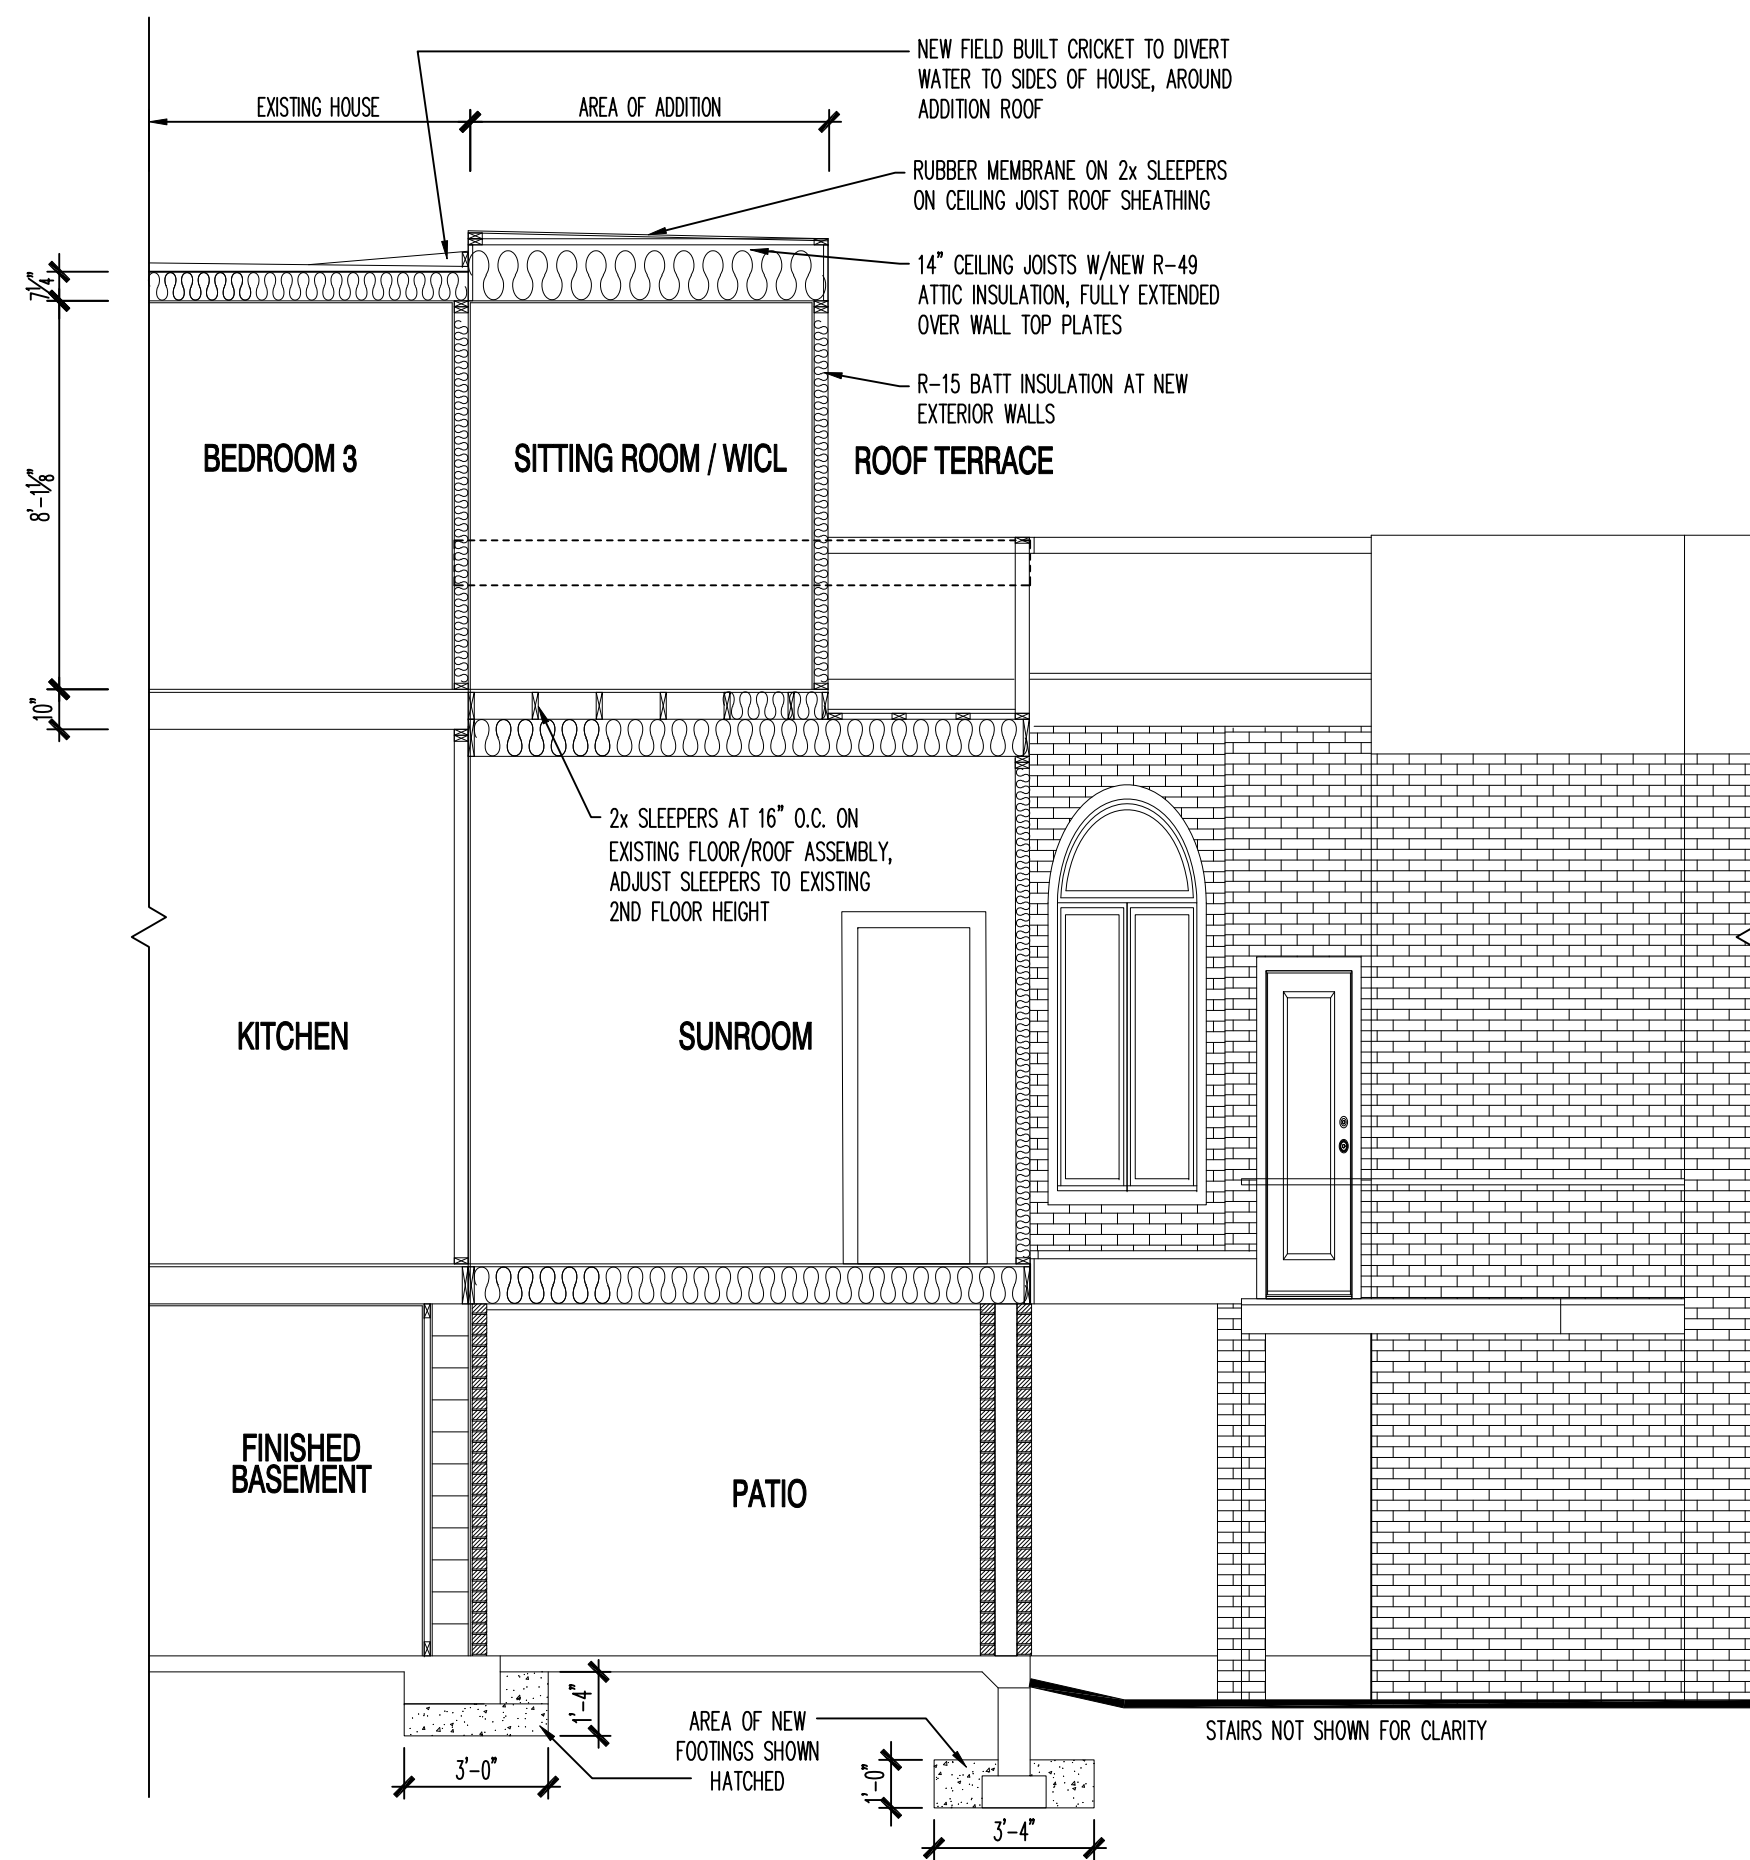 NEW FIELD BUILT CRICKET TO DIVERT
WATER TO SIDES OF HOUSE, AROUND
ADDITION ROOF
EXISTING HOUSE
AREA OF ADDITION
RUBBER MEMBRANE ON 2x SLEEPERS
ON CEILING JOIST ROOF SHEATHING
14" CEILING JOISTS W/NEW R-49
ATTIC INSULATION, FULLY EXTENDED
OVER WALL TOP PLATES
7¼"
R-15 BATT INSULATION AT NEW
EXTERIOR WALLS
BEDROOM 3
SITTING ROOM / WICL
ROOF TERRACE
8'-1⅛"
10"
2x SLEEPERS AT 16" O.C. ON
EXISTING FLOOR/ROOF ASSEMBLY,
ADJUST SLEEPERS TO EXISTING
2ND FLOOR HEIGHT
KITCHEN
SUNROOM
FINISHED
BASEMENT
PATIO
1'-4"
3'-0"
AREA OF NEW
FOOTINGS SHOWN
HATCHED
STAIRS NOT SHOWN FOR CLARITY
1'-0"
3'-4"